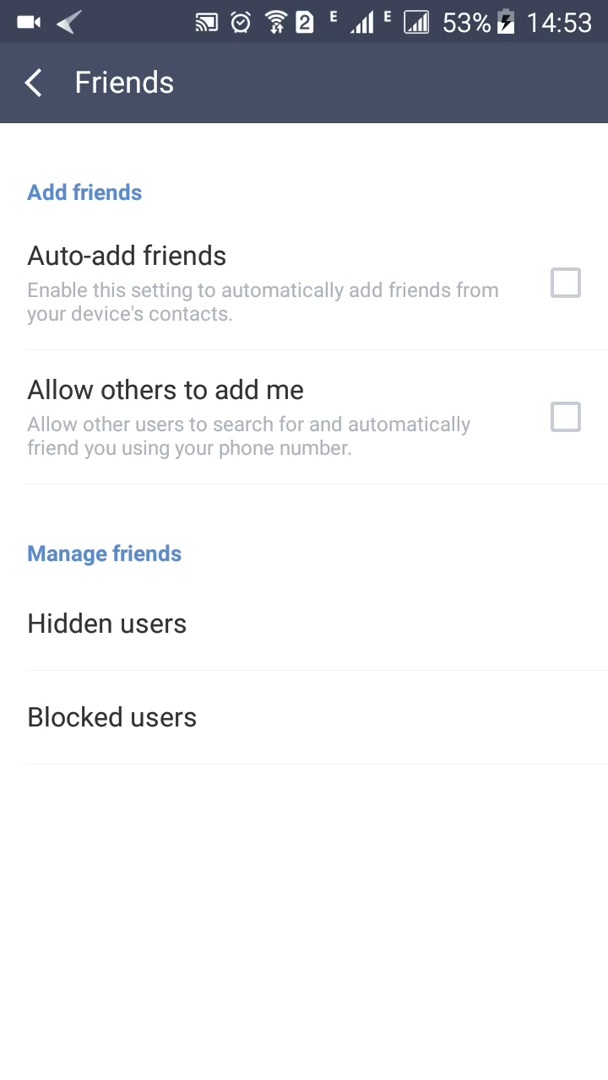 2 E E 53% 14:53
Friends
Add friends
Auto-add friends
Enable this setting to automatically add friends from
your device's contacts.
Allow others to add me
Allow other users to search for and automatically
friend you using your phone number.
Manage friends
Hidden users
Blocked users